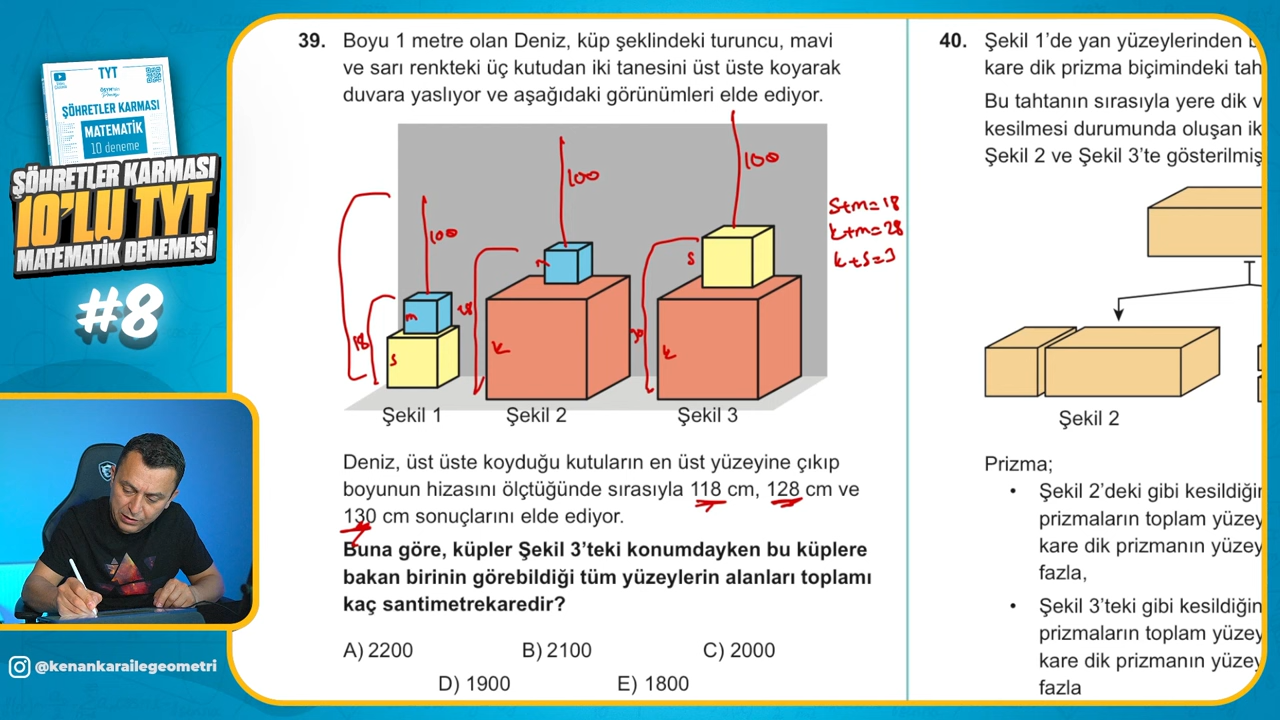 TYT
ŞÖHRETLER KARMASI
MATEMATİK
10 deneme
ŞÖHRETLER KARMASI
10'LU TYT
MATEMATİK DENEMESİ
#8
@kenankarailegeometri
39. Boyu 1 metre olan Deniz, küp şeklindeki turuncu, mavi
ve sarı renkteki üç kutudan iki tanesini üst üste koyarak
duvara yaslıyor ve aşağıdaki görünümleri elde ediyor.
100
100
100
S+m=18
k+m=28
k+s=3
m
s
18
m
k
28
s
k
30
Şekil 1
Şekil 2
Şekil 3
Deniz, üst üste koyduğu kutuların en üst yüzeyine çıkıp
boyunun hizasını ölçtüğünde sırasıyla 118 cm, 128 cm ve
130 cm sonuçlarını elde ediyor.
Buna göre, küpler Şekil 3'teki konumdayken bu küplere
bakan birinin görebildiği tüm yüzeylerin alanları toplamı
kaç santimetrekaredir?
A) 2200 B) 2100 C) 2000
D) 1900 E) 1800
40. Şekil 1'de yan yüzeylerinden
kare dik prizma biçimindeki tah
Bu tahtanın sırasıyla yere dik v
kesilmesi durumunda oluşan ik
Şekil 2 ve Şekil 3'te gösterilmiş
Şekil 2
Prizma;
• Şekil 2'deki gibi kesildiğin
prizmaların toplam yüzey
kare dik prizmanın yüzey
fazla,
• Şekil 3'teki gibi kesildiğin
prizmaların toplam yüzey
kare dik prizmanın yüzey
fazla